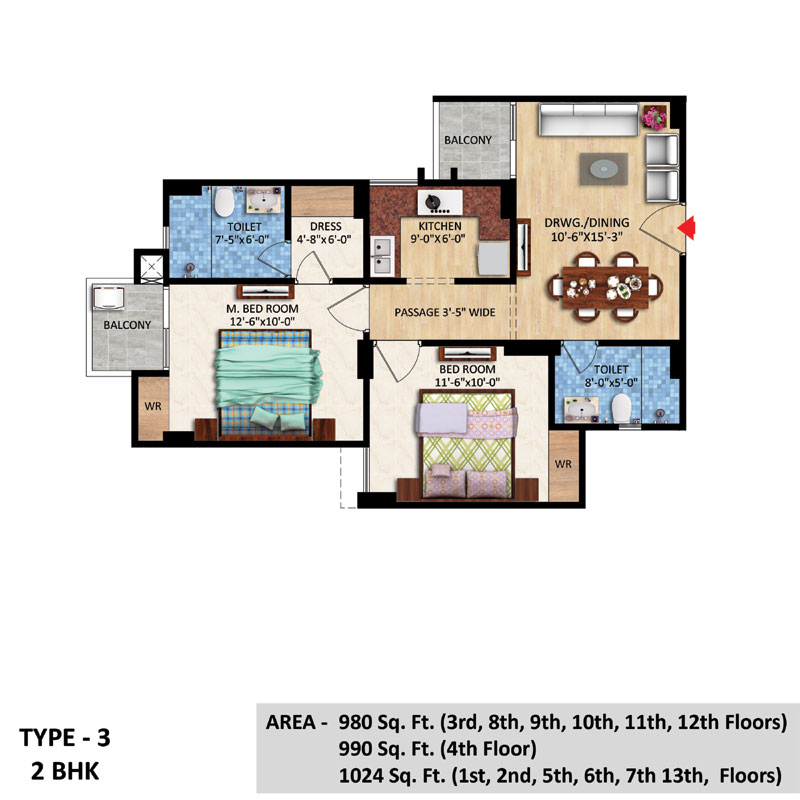 BALCONY
TOILET
7'-5"x6'-0"
DRESS
4'-8"x6'-0"
KITCHEN
9'-0"X6'-0"
DRWG./DINING
10'-6"X15'-3"
BALCONY
M. BED ROOM
12'-6"x10'-0"
PASSAGE 3'-5" WIDE
BED ROOM
11'-6"x10'-0"
TOILET
8'-0"x5'-0"
WR
WR
TYPE - 3
2 BHK
AREA - 980 Sq. Ft. (3rd, 8th, 9th, 10th, 11th, 12th Floors)
990 Sq. Ft. (4th Floor)
1024 Sq. Ft. (1st, 2nd, 5th, 6th, 7th 13th, Floors)